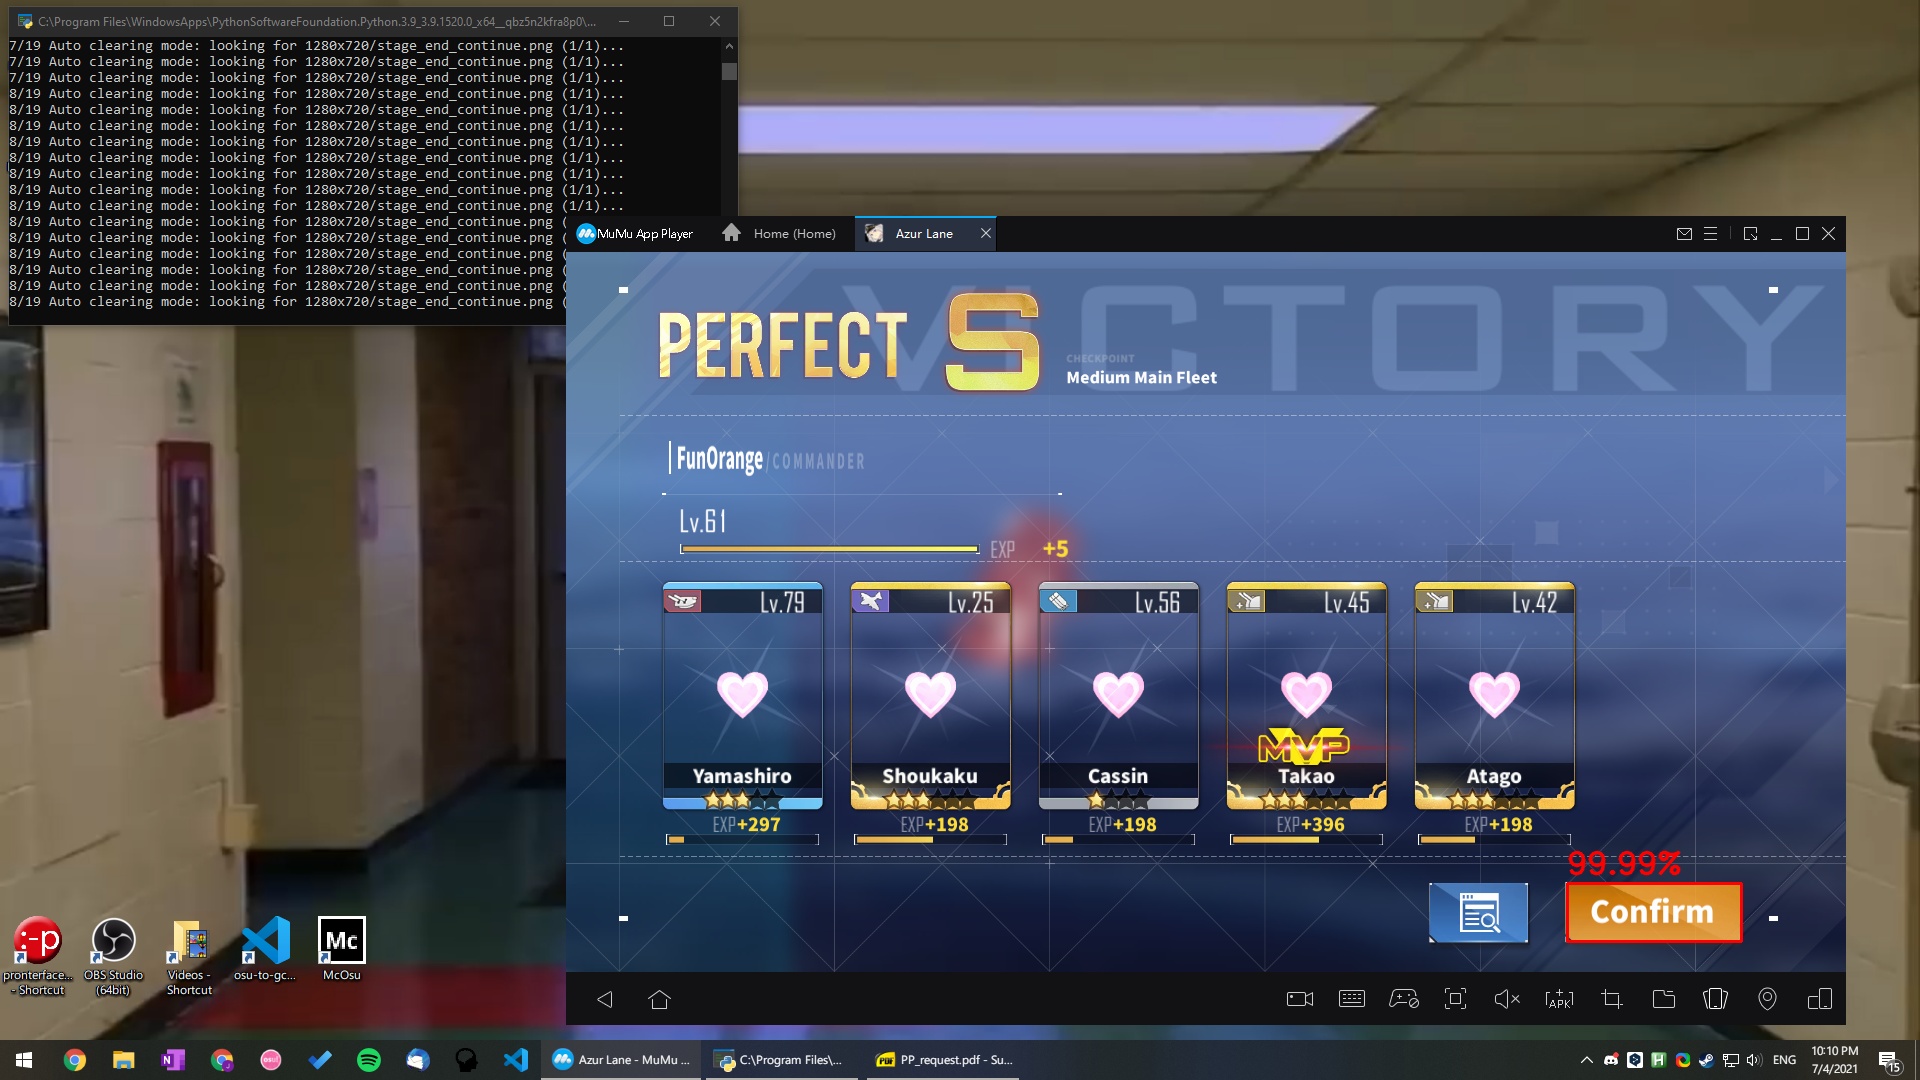 C:\Program Files\WindowsApps\PythonSoftwareFoundation.Python.3.9_3.9.1520.0_x64__qbz5n2kfra8p0\...
7/19 Auto clearing mode: looking for 1280x720/stage_end_continue.png (1/1)...
7/19 Auto clearing mode: looking for 1280x720/stage_end_continue.png (1/1)...
7/19 Auto clearing mode: looking for 1280x720/stage_end_continue.png (1/1)...
8/19 Auto clearing mode: looking for 1280x720/stage_end_continue.png (1/1)...
8/19 Auto clearing mode: looking for 1280x720/stage_end_continue.png (1/1)...
8/19 Auto clearing mode: looking for 1280x720/stage_end_continue.png (1/1)...
8/19 Auto clearing mode: looking for 1280x720/stage_end_continue.png (1/1)...
8/19 Auto clearing mode: looking for 1280x720/stage_end_continue.png (1/1)...
8/19 Auto clearing mode: looking for 1280x720/stage_end_continue.png (1/1)...
8/19 Auto clearing mode: looking for 1280x720/stage_end_continue.png (1/1)...
8/19 Auto clearing mode: looking for 1280x720/stage_end_continue.png (1/1)...
8/19 Auto clearing mode: looking for 1280x720/stage_end_continue.png (
8/19 Auto clearing mode: looking for 1280x720/stage_end_continue.png (
8/19 Auto clearing mode: looking for 1280x720/stage_end_continue.png (
8/19 Auto clearing mode: looking for 1280x720/stage_end_continue.png (
8/19 Auto clearing mode: looking for 1280x720/stage_end_continue.png (
8/19 Auto clearing mode: looking for 1280x720/stage_end_continue.png (
MuMu App Player Home (Home) Azur Lane
VICTORY
PERFECT S
CHECKPOINT
Medium Main Fleet
FunOrange/COMMANDER
Lv.61
EXP +5
Lv.79 Lv.25 Lv.56 Lv.45 Lv.42
MVP
Yamashiro Shoukaku Cassin Takao Atago
EXP+297 EXP+198 EXP+198 EXP+396 EXP+198
99.99%
Confirm
:-p Mc
pronterface... - Shortcut
OBS Studio (64bit)
Videos - Shortcut
osu-to-gc...
McOsu
APK
Azur Lane - MuMu ... C:\Program Files\... PP_request.pdf - Su... ENG 10:10 PM
7/4/2021 15